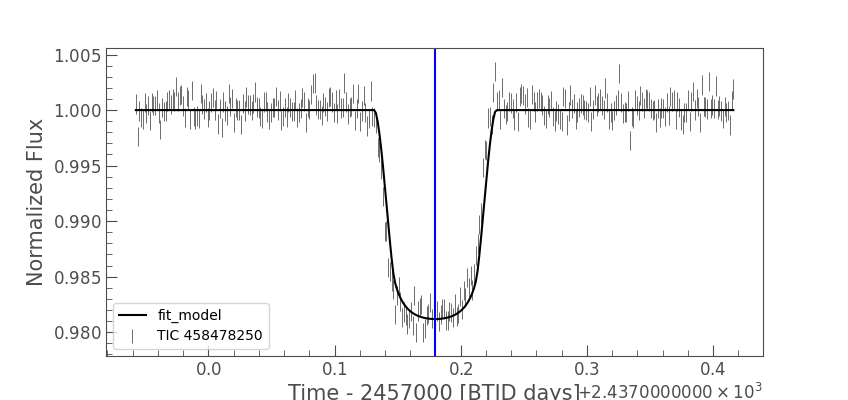 1.005
1.000
0.995
0.990
0.985
0.980
Normalized Flux
fit_model
TIC 458478250
0.0 0.1 0.2 0.3 0.4
Time - 2457000 [BTJD days]
+2.4370000000 × 10³